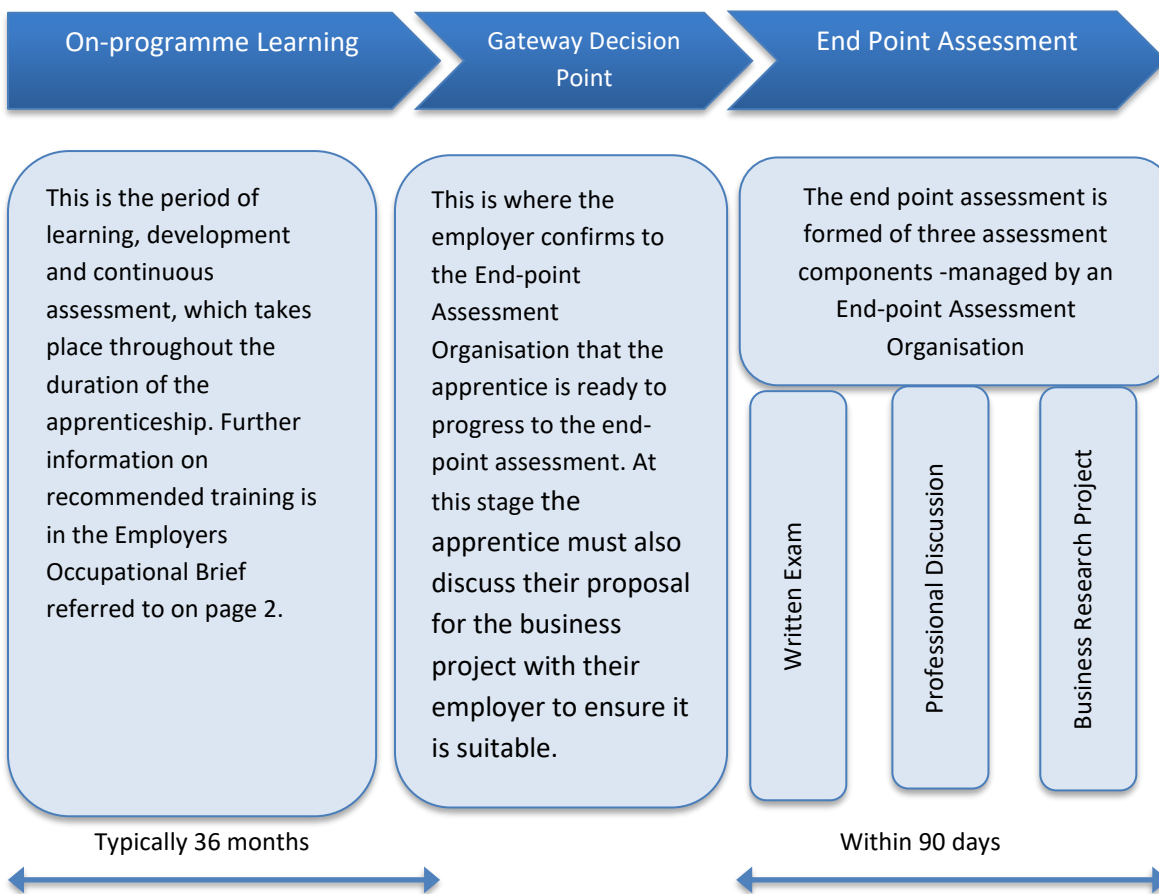 On-programme Learning
Gateway Decision
Point
End Point Assessment
This is the period of
learning, development
and continuous
assessment, which takes
place throughout the
duration of the
apprenticeship. Further
information on
recommended training is
in the Employers
Occupational Brief
referred to on page 2.
This is where the
employer confirms to
the End-point
Assessment
Organisation that the
apprentice is ready to
progress to the end-
point assessment. At
this stage the
apprentice must also
discuss their proposal
for the business
project with their
employer to ensure it
is suitable.
The end point assessment is
formed of three assessment
components -managed by an
End-point Assessment
Organisation
Written Exam
Professional Discussion
Business Research Project
Typically 36 months
Within 90 days